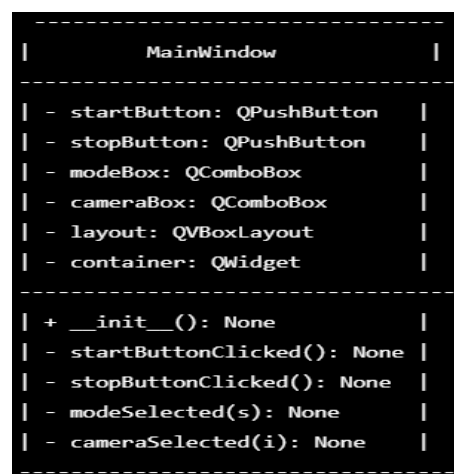 ---------------------------------
|        MainWindow             |
----------------------------------
| - startButton: QPushButton    |
| - stopButton: QPushButton     |
| - modeBox: QComboBox          |
| - cameraBox: QComboBox        |
| - layout: QVBoxLayout         |
| - container: QWidget          |
----------------------------------
| + __init__(): None            |
| - startButtonClicked(): None |
| - stopButtonClicked(): None  |
| - modeSelected(s): None       |
| - cameraSelected(i): None     |
----------------------------------